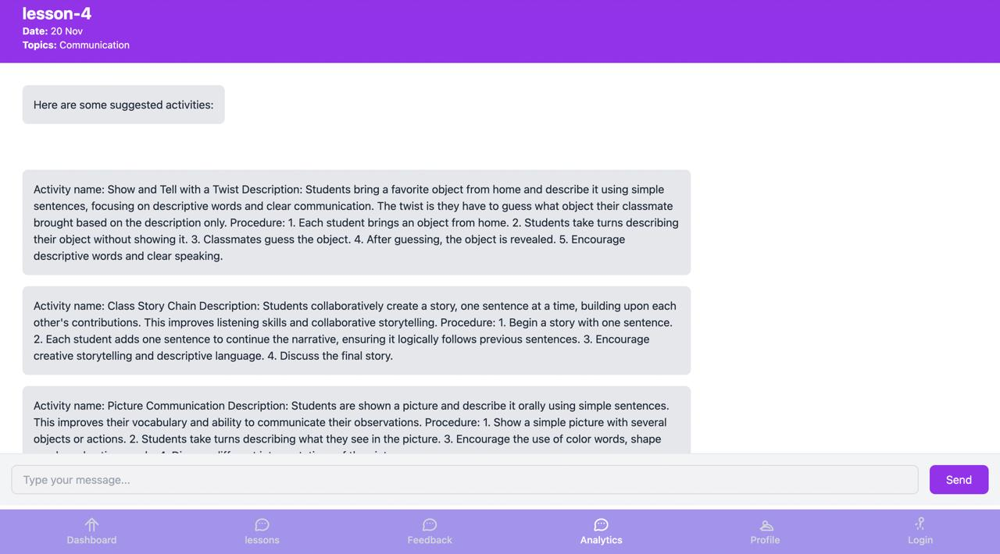 lesson-4
Date: 20 Nov
Topics: Communication
Here are some suggested activities:
Activity name: Show and Tell with a Twist Description: Students bring a favorite object from home and describe it using simple
sentences, focusing on descriptive words and clear communication. The twist is they have to guess what object their classmate
brought based on the description only. Procedure: 1. Each student brings an object from home. 2. Students take turns describing
their object without showing it. 3. Classmates guess the object. 4. After guessing, the object is revealed. 5. Encourage
descriptive words and clear speaking.
Activity name: Class Story Chain Description: Students collaboratively create a story, one sentence at a time, building upon each
other's contributions. This improves listening skills and collaborative storytelling. Procedure: 1. Begin a story with one sentence.
2. Each student adds one sentence to continue the narrative, ensuring it logically follows previous sentences. 3. Encourage
creative storytelling and descriptive language. 4. Discuss the final story.
Activity name: Picture Communication Description: Students are shown a picture and describe it orally using simple sentences.
This improves their vocabulary and ability to communicate their observations. Procedure: 1. Show a simple picture with several
objects or actions. 2. Students take turns describing what they see in the picture. 3. Encourage the use of color words, shape
Type your message...
Send
Dashboard
lessons
Feedback
Analytics
Profile
Login